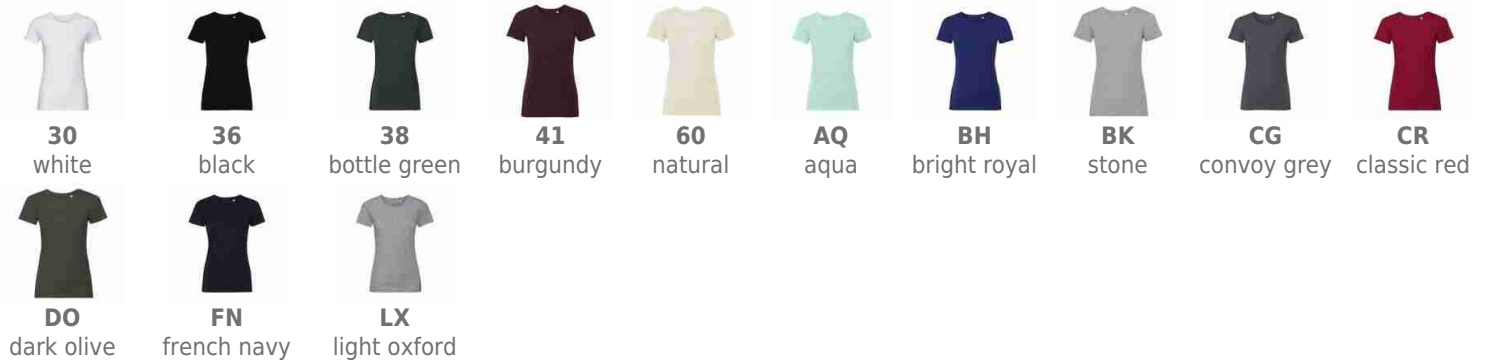 30 36 38 41 60 AQ BH BK CG CR
white black bottle green burgundy natural aqua bright royal stone convoy grey classic red
DO FN LX
dark olive french navy light oxford